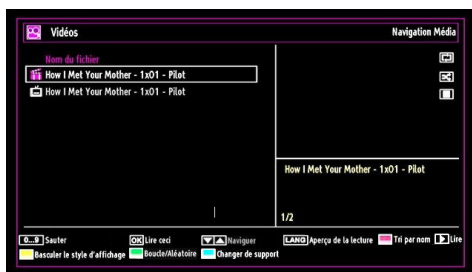 Vidéos Navigation Média
Nom du fichier
How I Met Your Mother - 1x01 - Pilot
How I Met Your Mother - 1x01 - Pilot
How I Met Your Mother - 1x01 - Pilot
1/2
0...9 Sauter OK Lire ceci Naviguer LANG Aperçu de la lecture Tri par nom Lire
Basculer le style d'affichage Boucle/Aléatoire Changer de support